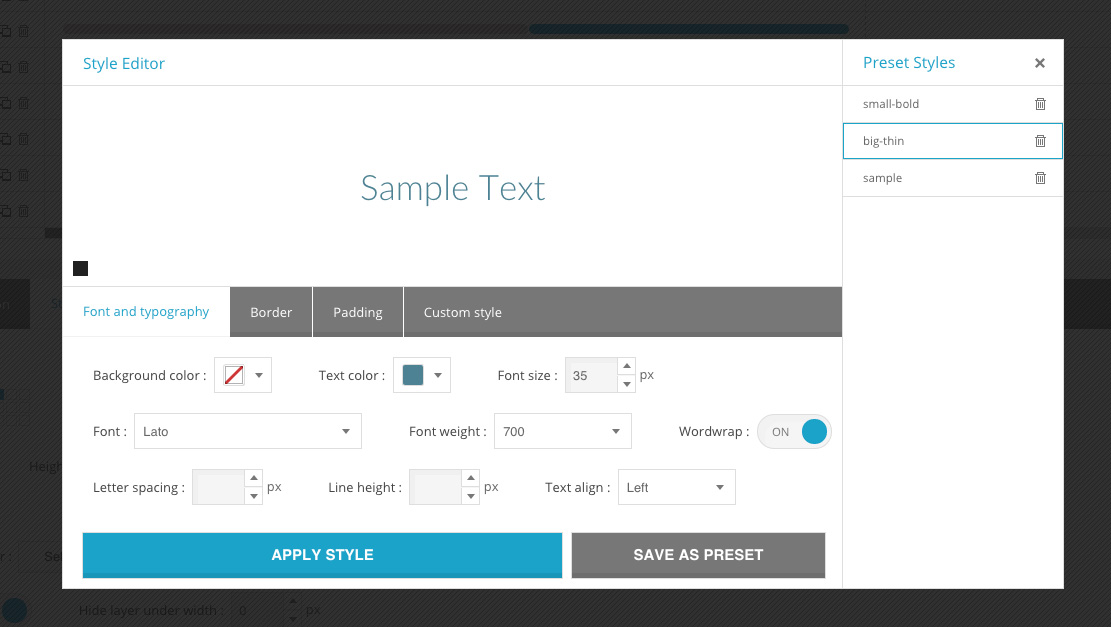 Style Editor
Preset Styles
small-bold
big-thin
sample
Sample Text
Font and typography
Border
Padding
Custom style
Background color :
Text color :
Font size : 35 px
Font : Lato
Font weight : 700
Wordwrap : ON
Letter spacing : px
Line height : px
Text align : Left
APPLY STYLE
SAVE AS PRESET
Hide layer under width : 0 px